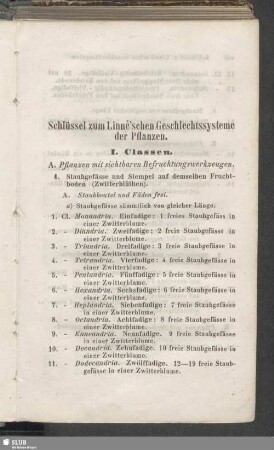 Schlüssel zum Linné'schen Geschlechtssysteme
der Pflanzen.
I. Classen.
A. Pflanzen mit sichtbaren Befruchtungswerkzeugen.
1. Staubgefässe und Stempel auf demselben Frucht-
boden (Zwitterblüthen).
A. Staubbeutel und Fäden frei.
a) Staubgefässe sämmtlich von gleicher Länge:
1. Cl. Monandria. Einfädige: 1 freies Staubgefäss in
einer Zwitterblume.
2. - Diandria. Zweifädige: 2 freie Staubgefässe in
einer Zwitterblume.
3. - Triandria. Dreifädige: 3 freie Staubgefässe in
einer Zwitterblume.
4. - Tetrandria. Vierfädige: 4 freie Staubgefässe in
einer Zwitterblume.
5. - Pentandria. Fünffädige: 5 freie Staubgefässe in
einer Zwitterblume.
6. - Hexandria. Sechsfädige: 6 freie Staubgefässe in
einer Zwitterblume.
7. - Heptandria. Siebenfädige: 7 freie Staubgefässe in
einer Zwitterblume.
8. - Octandria. Achtfädige: 8 freie Staubgefässe in
einer Zwitterblume.
9. - Enneandria. Neunfädige. 9 freie Staubgefässe in
einer Zwitterblume.
10. - Decandria. Zehnfädige. 10 freie Staubgefässe in
einer Zwitterblume.
11. - Dodecandria. Zwölffädige. 12—19 freie Staub-
gefässe in einer Zwitterblume.
SLUB